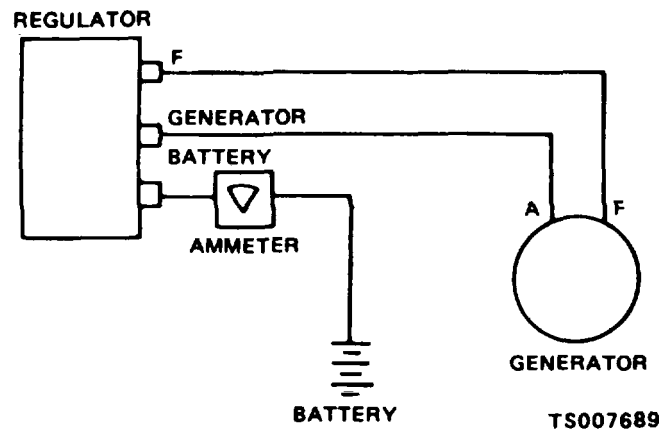 REGULATOR
F
GENERATOR
BATTERY
A F
AMMETER
GENERATOR
BATTERY
TS007689